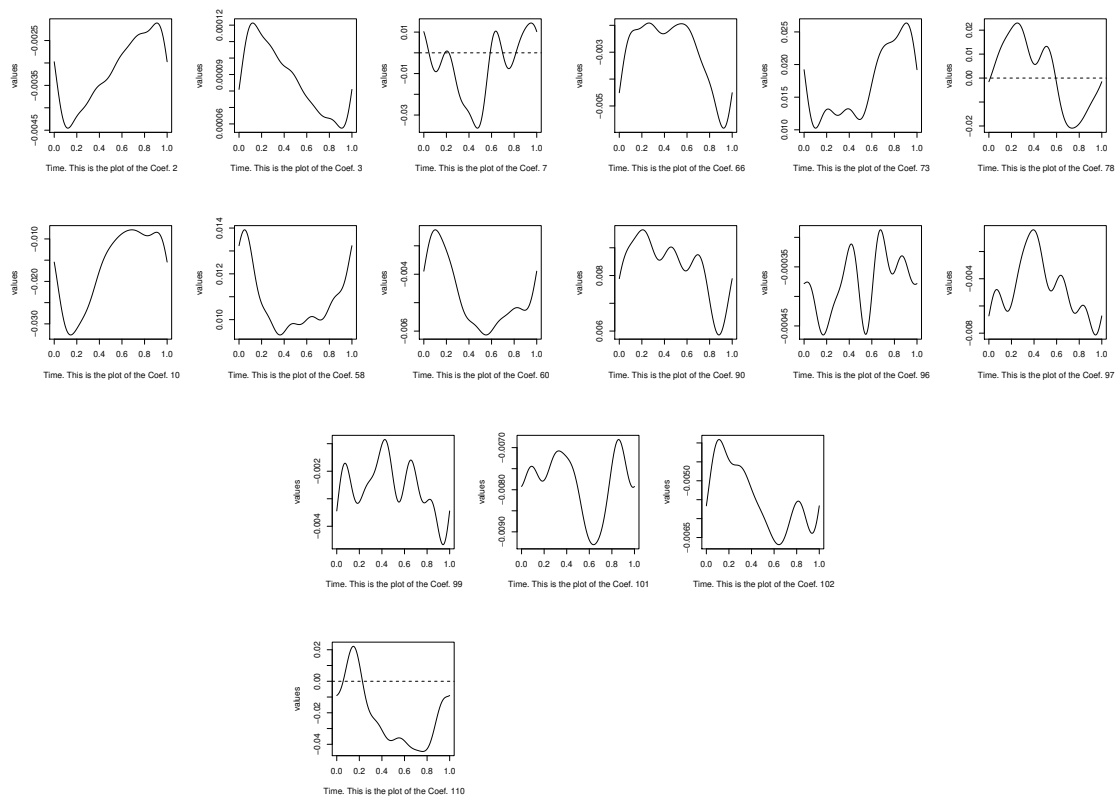 −0.0025
−0.0035
−0.0045
values
0.0 0.2 0.4 0.6 0.8 1.0
Time. This is the plot of the Coef. 2
0.00012
0.00009
0.00006
values
0.0 0.2 0.4 0.6 0.8 1.0
Time. This is the plot of the Coef. 3
0.01
−0.01
−0.03
values
0.0 0.2 0.4 0.6 0.8 1.0
Time. This is the plot of the Coef. 7
−0.003
−0.005
values
0.0 0.2 0.4 0.6 0.8 1.0
Time. This is the plot of the Coef. 66
0.025
0.020
0.015
0.010
values
0.0 0.2 0.4 0.6 0.8 1.0
Time. This is the plot of the Coef. 73
0.02
0.01
0.00
−0.02
values
0.0 0.2 0.4 0.6 0.8 1.0
Time. This is the plot of the Coef. 78
−0.010
−0.020
−0.030
values
0.0 0.2 0.4 0.6 0.8 1.0
Time. This is the plot of the Coef. 10
0.014
0.012
0.010
values
0.0 0.2 0.4 0.6 0.8 1.0
Time. This is the plot of the Coef. 58
−0.004
−0.006
values
0.0 0.2 0.4 0.6 0.8 1.0
Time. This is the plot of the Coef. 60
0.008
0.006
values
0.0 0.2 0.4 0.6 0.8 1.0
Time. This is the plot of the Coef. 90
−0.00035
−0.00045
values
0.0 0.2 0.4 0.6 0.8 1.0
Time. This is the plot of the Coef. 96
−0.004
−0.008
values
0.0 0.2 0.4 0.6 0.8 1.0
Time. This is the plot of the Coef. 97
−0.002
−0.004
values
0.0 0.2 0.4 0.6 0.8 1.0
Time. This is the plot of the Coef. 99
−0.0070
−0.0080
−0.0090
values
0.0 0.2 0.4 0.6 0.8 1.0
Time. This is the plot of the Coef. 101
−0.0050
−0.0065
values
0.0 0.2 0.4 0.6 0.8 1.0
Time. This is the plot of the Coef. 102
0.02
0.00
−0.02
−0.04
values
0.0 0.2 0.4 0.6 0.8 1.0
Time. This is the plot of the Coef. 110